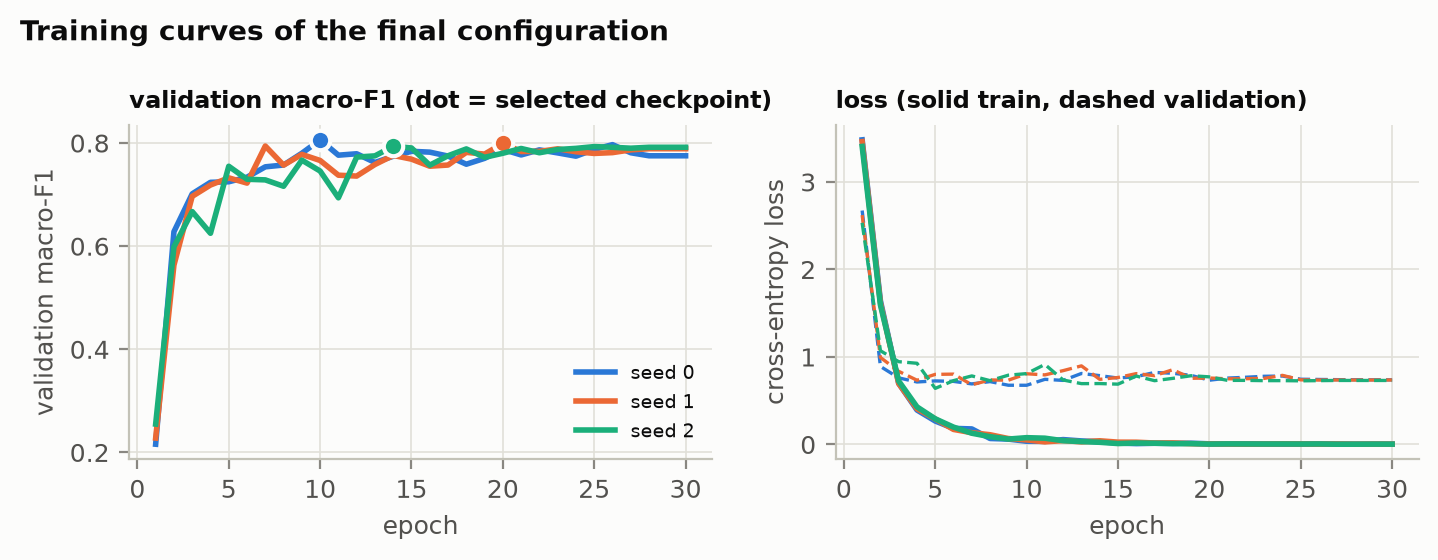 Training curves of the final configuration
validation macro-F1 (dot = selected checkpoint)
validation macro-F1
0.8
0.6
0.4
0.2
0 5 10 15 20 25 30
epoch
seed 0
seed 1
seed 2
loss (solid train, dashed validation)
cross-entropy loss
3
2
1
0
0 5 10 15 20 25 30
epoch